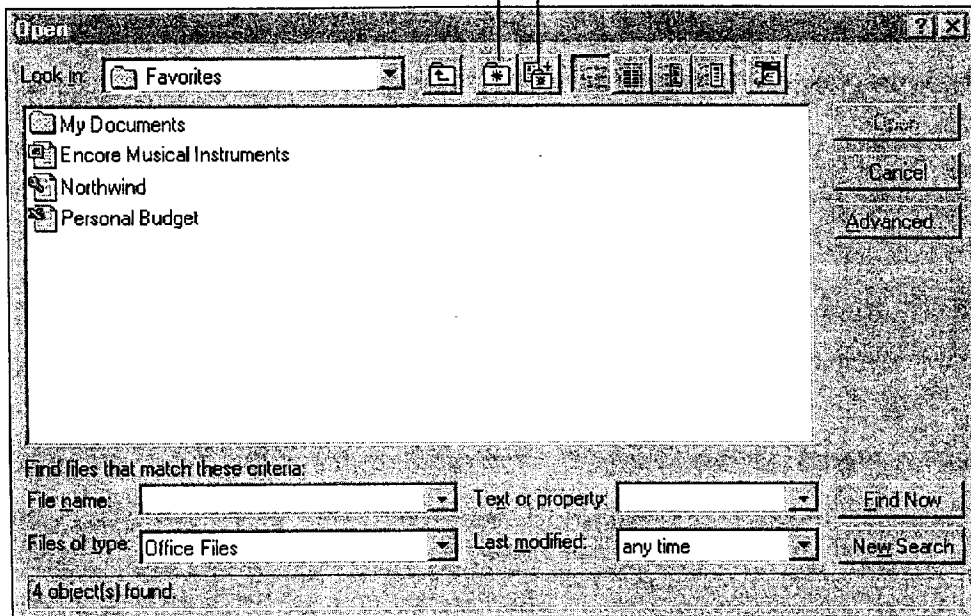 Open
Look in: Favorites
My Documents
Encore Musical Instruments
Northwind
Personal Budget
Open
Cancel
Advanced...
Find files that match these criteria:
File name: Text or property: Find Now
Files of type: Office Files Last modified: any time New Search
4 object(s) found.